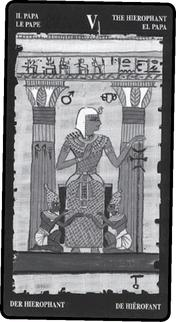 IL PAPA
LE PAPE
V
THE HIEROPHANT
EL PAPA
DER HIEROPHANT
DE HIËROFANT